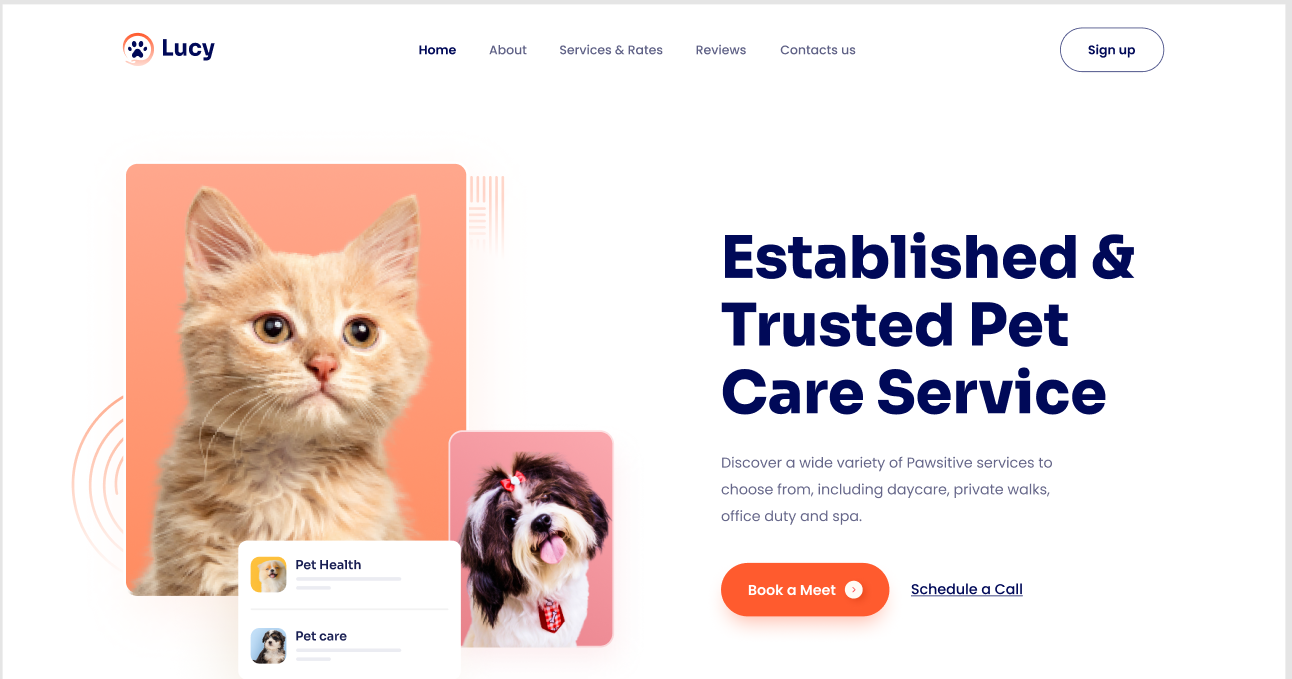 Lucy
Home About Services & Rates Reviews Contacts us
Sign up
Established &
Trusted Pet
Care Service
Discover a wide variety of Pawsitive services to
choose from, including daycare, private walks,
office duty and spa.
Book a Meet
Schedule a Call
Pet Health
Pet care